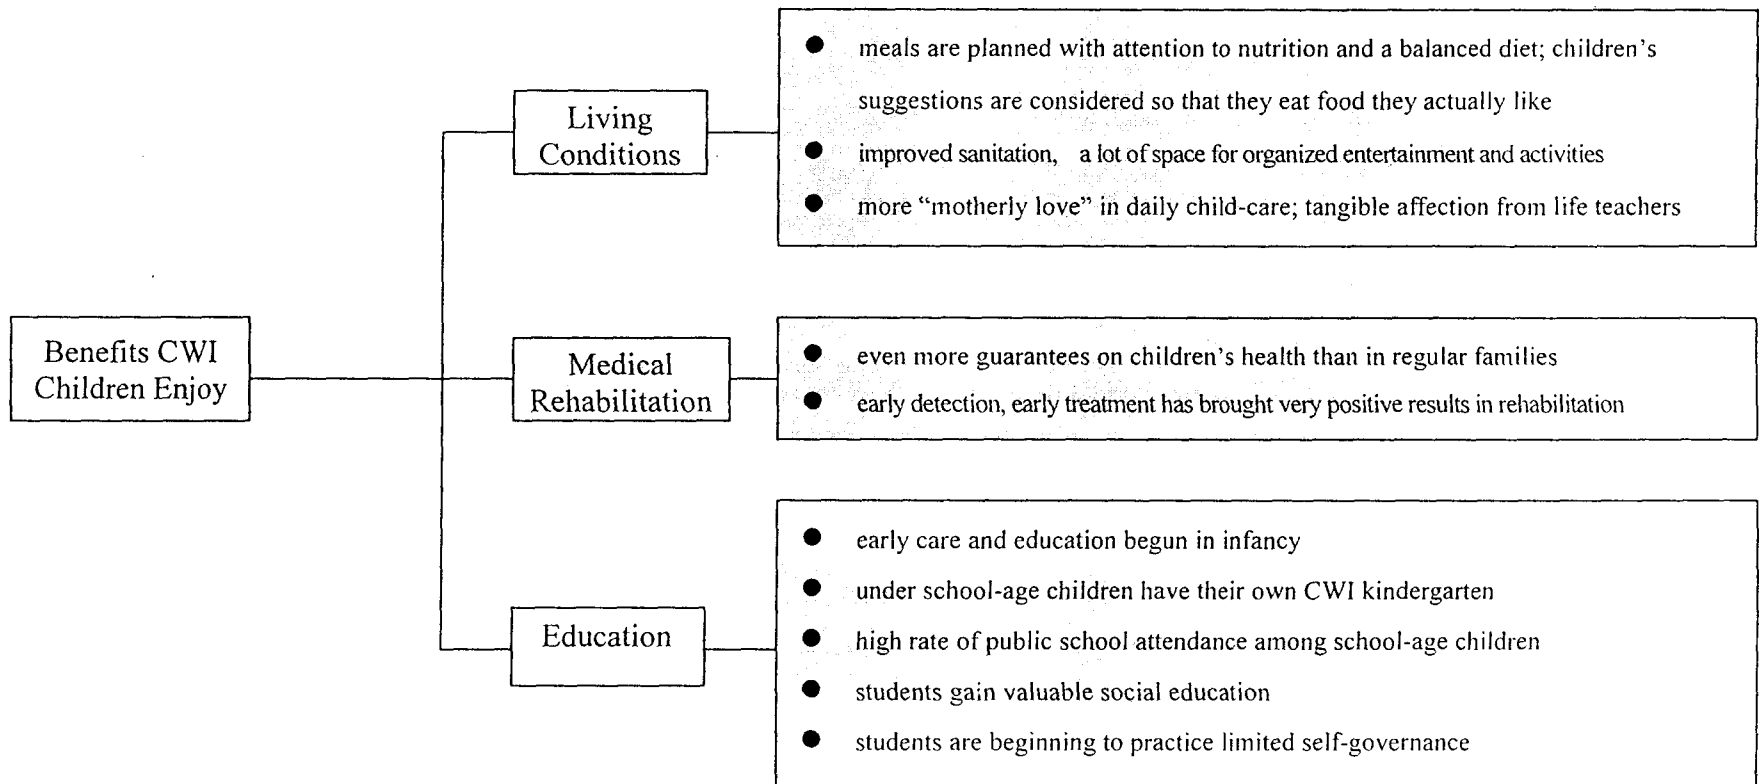 Benefits CWI
Children Enjoy
Living
Conditions
● meals are planned with attention to nutrition and a balanced diet; children's
suggestions are considered so that they eat food they actually like
● improved sanitation, a lot of space for organized entertainment and activities
● more “motherly love” in daily child-care; tangible affection from life teachers
Medical
Rehabilitation
● even more guarantees on children's health than in regular families
● early detection, early treatment has brought very positive results in rehabilitation
Education
● early care and education begun in infancy
● under school-age children have their own CWI kindergarten
● high rate of public school attendance among school-age children
● students gain valuable social education
● students are beginning to practice limited self-governance